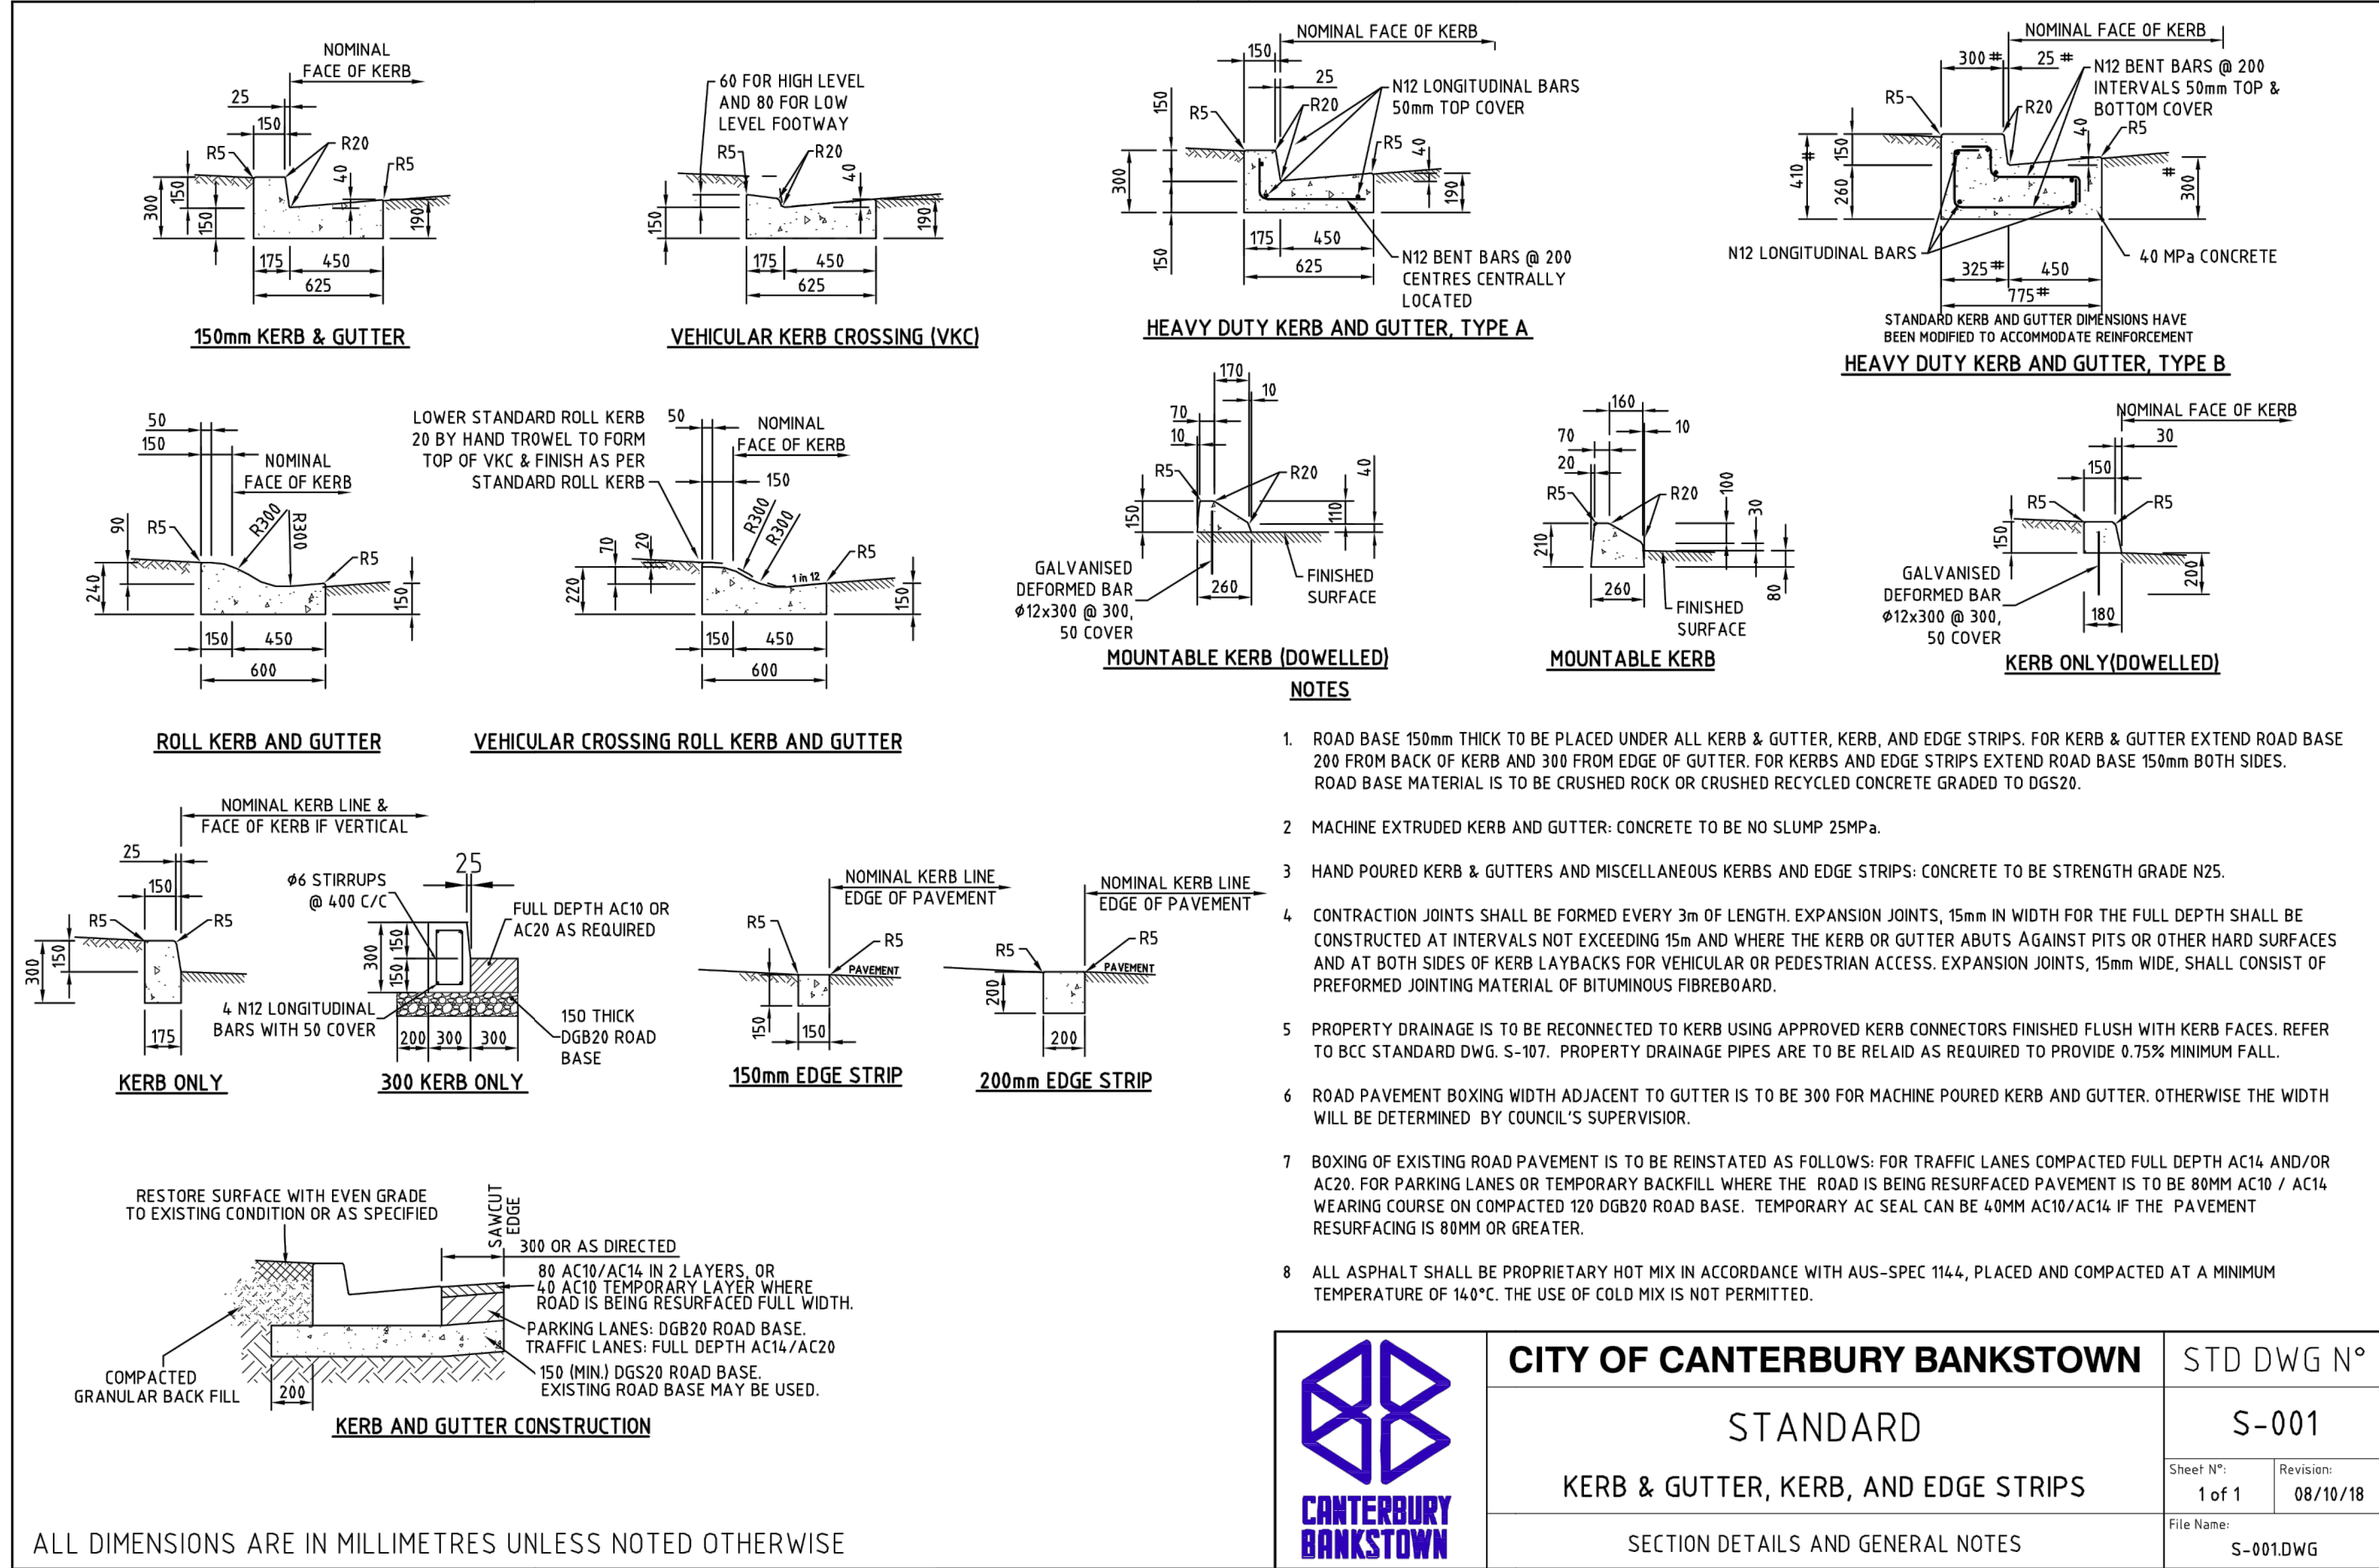 NOMINAL
FACE OF KERB
25
150
R5
R20
R5
40
300
150
150
190
175
450
625
150mm KERB & GUTTER
60 FOR HIGH LEVEL
AND 80 FOR LOW
LEVEL FOOTWAY
R5
R20
40
150
190
175
450
625
VEHICULAR KERB CROSSING (VKC)
NOMINAL FACE OF KERB
150
25
N12 LONGITUDINAL BARS
50mm TOP COVER
R5
R20
R5
40
150
300
150
190
175
450
625
N12 BENT BARS @ 200
CENTRES CENTRALLY
LOCATED
HEAVY DUTY KERB AND GUTTER, TYPE A
NOMINAL FACE OF KERB
300 #
25 #
N12 BENT BARS @ 200
INTERVALS 50mm TOP &
BOTTOM COVER
R5
R20
40
R5
410 #
150
260
# 300
N12 LONGITUDINAL BARS
40 MPa CONCRETE
325#
450
775#
STANDARD KERB AND GUTTER DIMENSIONS HAVE
BEEN MODIFIED TO ACCOMMODATE REINFORCEMENT
HEAVY DUTY KERB AND GUTTER, TYPE B
50
150
NOMINAL
FACE OF KERB
90
R5
R300
R300
R5
240
150
150
450
600
ROLL KERB AND GUTTER
LOWER STANDARD ROLL KERB
20 BY HAND TROWEL TO FORM
TOP OF VKC & FINISH AS PER
STANDARD ROLL KERB
50
NOMINAL
FACE OF KERB
150
R300
R300
70
20
R5
1 in 12
220
150
150
450
600
VEHICULAR CROSSING ROLL KERB AND GUTTER
170
10
70
10
R5
R20
40
150
110
GALVANISED
DEFORMED BAR
Ø12x300 @ 300,
50 COVER
260
FINISHED
SURFACE
MOUNTABLE KERB (DOWELLED)
160
10
70
20
R5
R20
100
30
210
80
260
FINISHED
SURFACE
MOUNTABLE KERB
NOMINAL FACE OF KERB
30
150
R5
R5
150
200
GALVANISED
DEFORMED BAR
Ø12x300 @ 300,
50 COVER
180
KERB ONLY(DOWELLED)
NOMINAL KERB LINE &
FACE OF KERB IF VERTICAL
25
150
R5
R5
300
150
175
KERB ONLY
25
Ø6 STIRRUPS
@ 400 C/C
FULL DEPTH AC10 OR
AC20 AS REQUIRED
300
150
150
4 N12 LONGITUDINAL
BARS WITH 50 COVER
200
300
300
150 THICK
DGB20 ROAD
BASE
300 KERB ONLY
NOMINAL KERB LINE
EDGE OF PAVEMENT
R5
R5
PAVEMENT
150
150
150mm EDGE STRIP
NOMINAL KERB LINE
EDGE OF PAVEMENT
R5
R5
PAVEMENT
200
200
200mm EDGE STRIP
RESTORE SURFACE WITH EVEN GRADE
TO EXISTING CONDITION OR AS SPECIFIED
SAWCUT
EDGE
300 OR AS DIRECTED
80 AC10/AC14 IN 2 LAYERS, OR
40 AC10 TEMPORARY LAYER WHERE
ROAD IS BEING RESURFACED FULL WIDTH.
PARKING LANES: DGB20 ROAD BASE.
TRAFFIC LANES: FULL DEPTH AC14/AC20
150 (MIN.) DGS20 ROAD BASE.
EXISTING ROAD BASE MAY BE USED.
COMPACTED
GRANULAR BACK FILL
200
KERB AND GUTTER CONSTRUCTION
NOTES
1. ROAD BASE 150mm THICK TO BE PLACED UNDER ALL KERB & GUTTER, KERB, AND EDGE STRIPS. FOR KERB & GUTTER EXTEND ROAD BASE
200 FROM BACK OF KERB AND 300 FROM EDGE OF GUTTER. FOR KERBS AND EDGE STRIPS EXTEND ROAD BASE 150mm BOTH SIDES.
ROAD BASE MATERIAL IS TO BE CRUSHED ROCK OR CRUSHED RECYCLED CONCRETE GRADED TO DGS20.
2 MACHINE EXTRUDED KERB AND GUTTER: CONCRETE TO BE NO SLUMP 25MPa.
3 HAND POURED KERB & GUTTERS AND MISCELLANEOUS KERBS AND EDGE STRIPS: CONCRETE TO BE STRENGTH GRADE N25.
4 CONTRACTION JOINTS SHALL BE FORMED EVERY 3m OF LENGTH. EXPANSION JOINTS, 15mm IN WIDTH FOR THE FULL DEPTH SHALL BE
CONSTRUCTED AT INTERVALS NOT EXCEEDING 15m AND WHERE THE KERB OR GUTTER ABUTS AGAINST PITS OR OTHER HARD SURFACES
AND AT BOTH SIDES OF KERB LAYBACKS FOR VEHICULAR OR PEDESTRIAN ACCESS. EXPANSION JOINTS, 15mm WIDE, SHALL CONSIST OF
PREFORMED JOINTING MATERIAL OF BITUMINOUS FIBREBOARD.
5 PROPERTY DRAINAGE IS TO BE RECONNECTED TO KERB USING APPROVED KERB CONNECTORS FINISHED FLUSH WITH KERB FACES. REFER
TO BCC STANDARD DWG. S-107. PROPERTY DRAINAGE PIPES ARE TO BE RELAID AS REQUIRED TO PROVIDE 0.75% MINIMUM FALL.
6 ROAD PAVEMENT BOXING WIDTH ADJACENT TO GUTTER IS TO BE 300 FOR MACHINE POURED KERB AND GUTTER. OTHERWISE THE WIDTH
WILL BE DETERMINED BY COUNCIL'S SUPERVISIOR.
7 BOXING OF EXISTING ROAD PAVEMENT IS TO BE REINSTATED AS FOLLOWS: FOR TRAFFIC LANES COMPACTED FULL DEPTH AC14 AND/OR
AC20. FOR PARKING LANES OR TEMPORARY BACKFILL WHERE THE ROAD IS BEING RESURFACED PAVEMENT IS TO BE 80MM AC10 / AC14
WEARING COURSE ON COMPACTED 120 DGB20 ROAD BASE. TEMPORARY AC SEAL CAN BE 40MM AC10/AC14 IF THE PAVEMENT
RESURFACING IS 80MM OR GREATER.
8 ALL ASPHALT SHALL BE PROPRIETARY HOT MIX IN ACCORDANCE WITH AUS-SPEC 1144, PLACED AND COMPACTED AT A MINIMUM
TEMPERATURE OF 140°C. THE USE OF COLD MIX IS NOT PERMITTED.
ALL DIMENSIONS ARE IN MILLIMETRES UNLESS NOTED OTHERWISE
CANTERBURY
BANKSTOWN
CITY OF CANTERBURY BANKSTOWN
STANDARD
KERB & GUTTER, KERB, AND EDGE STRIPS
SECTION DETAILS AND GENERAL NOTES
STD DWG N°
S-001
Sheet N°:
1 of 1
Revision:
08/10/18
File Name:
S-001.DWG